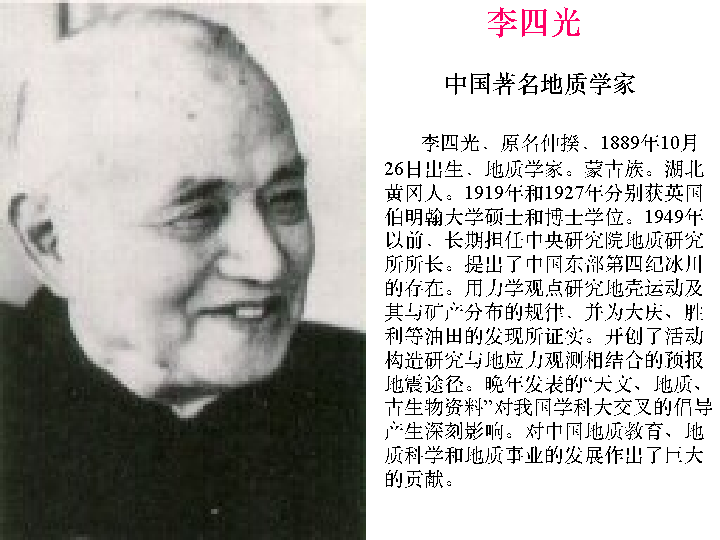 李四光
中国著名地质学家
李四光、原名仲揆、1889年10月
26日出生、地质学家。蒙古族。湖北
黄冈人。1919年和1927年分别获英国
伯明翰大学硕士和博士学位。1949年
以前、长期担任中央研究院地质研究
所所长。提出了中国东部第四纪冰川
的存在。用力学观点研究地壳运动及
其与矿产分布的规律、并为大庆、胜
利等油田的发现所证实。开创了活动
构造研究与地应力观测相结合的预报
地震途径。晚年发表的“天文、地质、
古生物资料”对我国学科大交叉的倡导
产生深刻影响。对中国地质教育、地
质科学和地质事业的发展作出了巨大
的贡献。